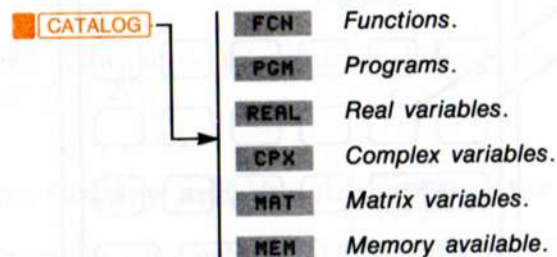 CATALOG
FCN Functions.
PGM Programs.
REAL Real variables.
CPX Complex variables.
MAT Matrix variables.
MEM Memory available.